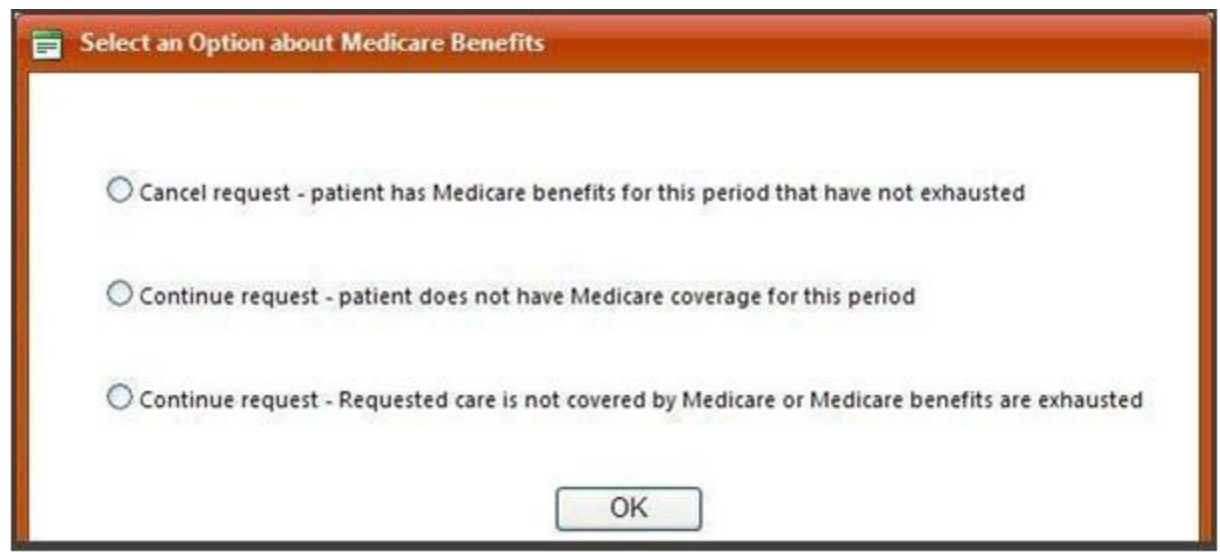 Select an Option about Medicare Benefits
Cancel request - patient has Medicare benefits for this period that have not exhausted
Continue request - patient does not have Medicare coverage for this period
Continue request - Requested care is not covered by Medicare or Medicare benefits are exhausted
OK